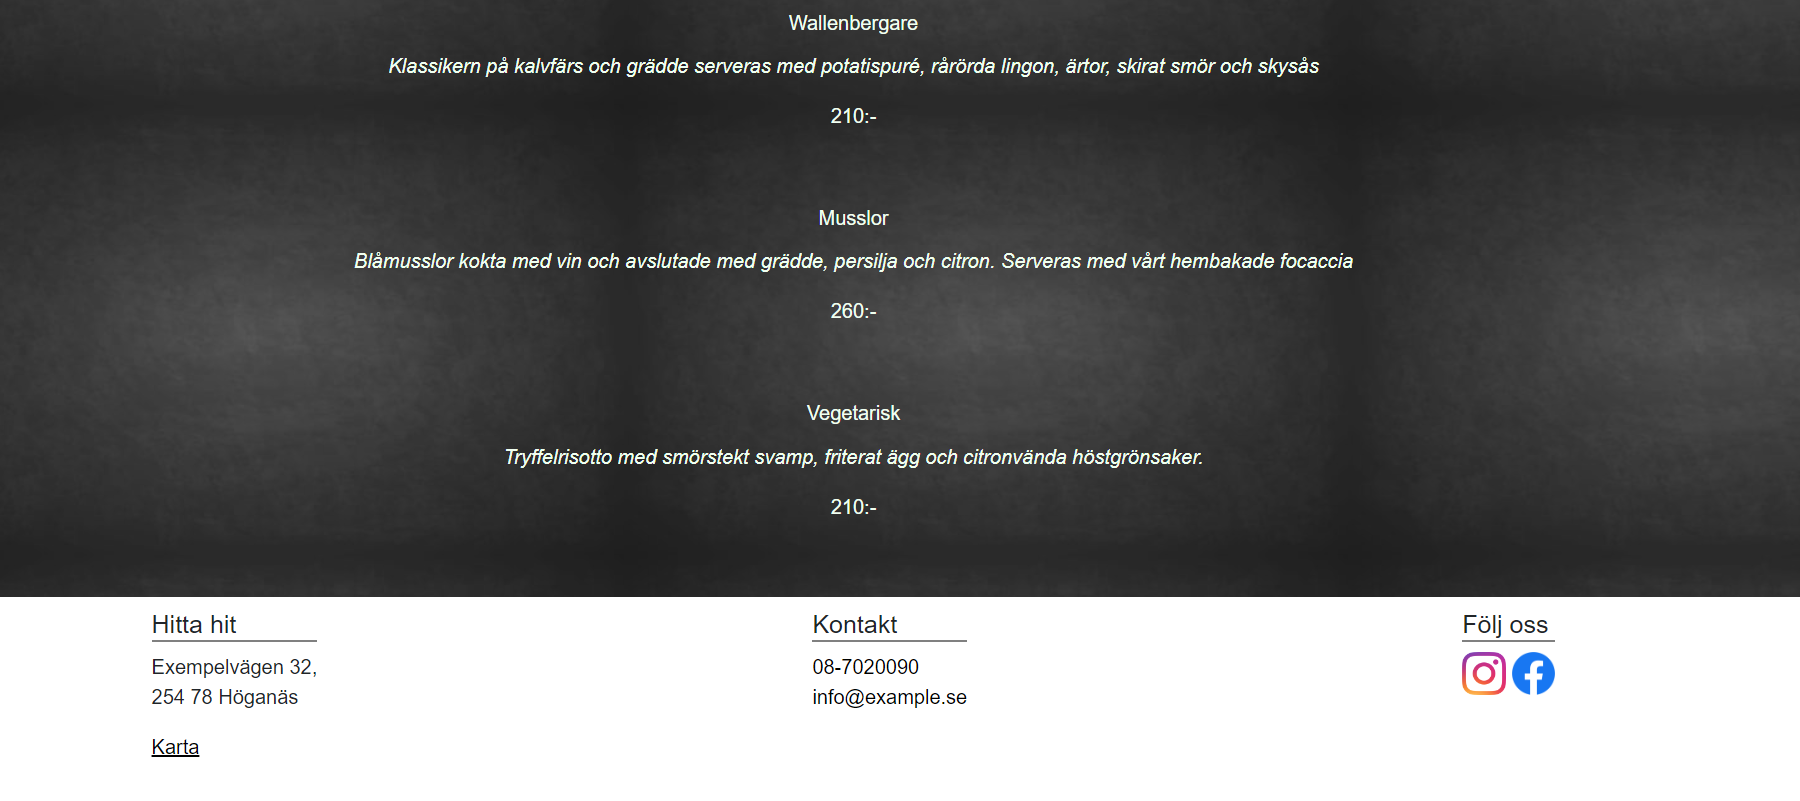 Wallenbergare
Klassikern på kalvfärs och grädde serveras med potatispuré, rårörda lingon, ärtor, skirat smör och skysås
210:-
Musslor
Blåmusslor kokta med vin och avslutade med grädde, persilja och citron. Serveras med vårt hembakade focaccia
260:-
Vegetarisk
Tryffelrisotto med smörstekt svamp, friterat ägg och citronvända höstgrönsaker.
210:-
Hitta hit
Exempelvägen 32,
254 78 Höganäs
Karta
Kontakt
08-7020090
info@example.se
Följ oss